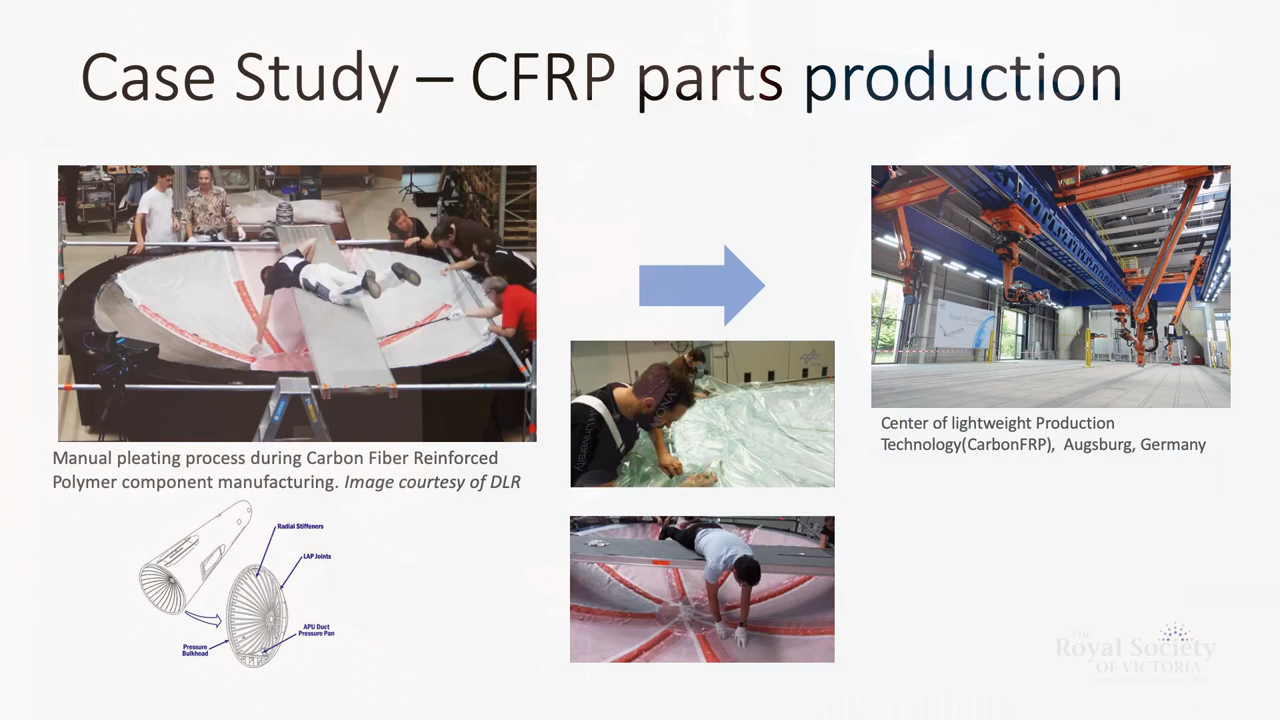 Case Study – CFRP parts production
Manual pleating process during Carbon Fiber Reinforced
Polymer component manufacturing. Image courtesy of DLR
Center of lightweight Production
Technology(CarbonFRP), Augsburg, Germany
Radial Stiffeners
LAP Joints
APU Duct
Pressure Pan
Pressure
Bulkhead
MONA
University
The
Royal Society
OF VICTORIA